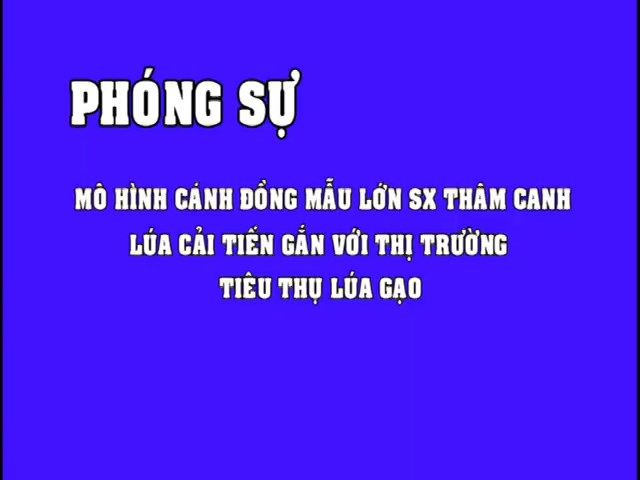 PHÓNG SỰ
MÔ HÌNH CÁNH ĐỒNG MẪU LỚN SX THÂM CANH
LÚA CẢI TIẾN GẮN VỚI THỊ TRƯỜNG
TIÊU THỤ LÚA GẠO